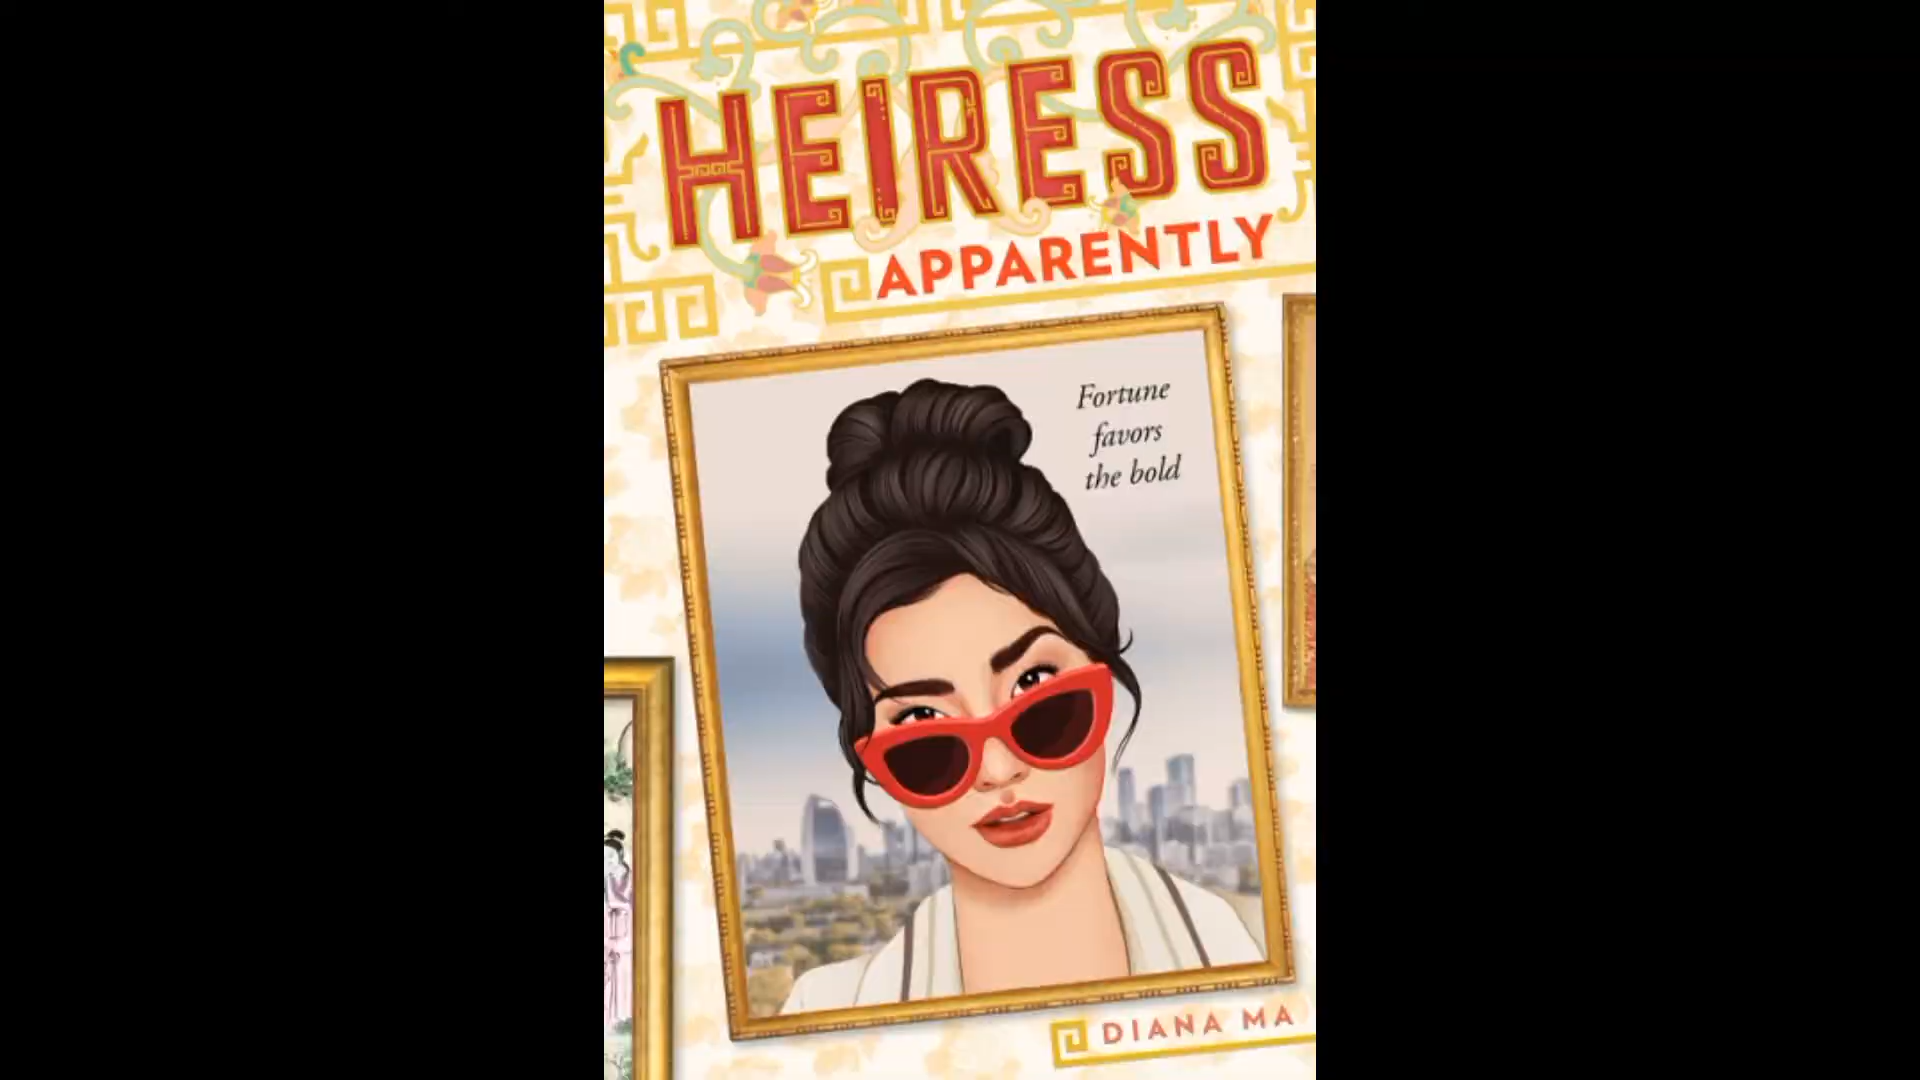 HEIRESS
APPARENTLY
Fortune
favors
the bold
DIANA MA